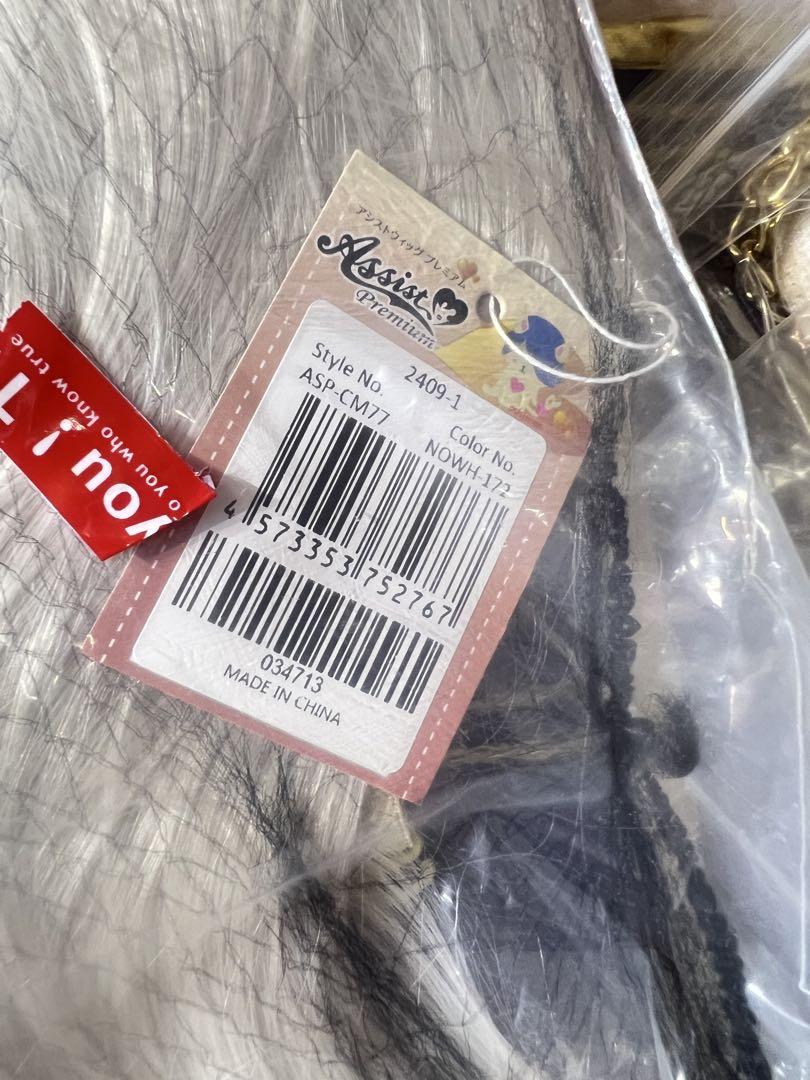 アシストウィッグ プレミアム
Assist
Premium
Style No. 2409-1
ASP-CM77
Color No.
NOWH-172
4 573353 752767
034713
MADE IN CHINA
you!
o you who know true